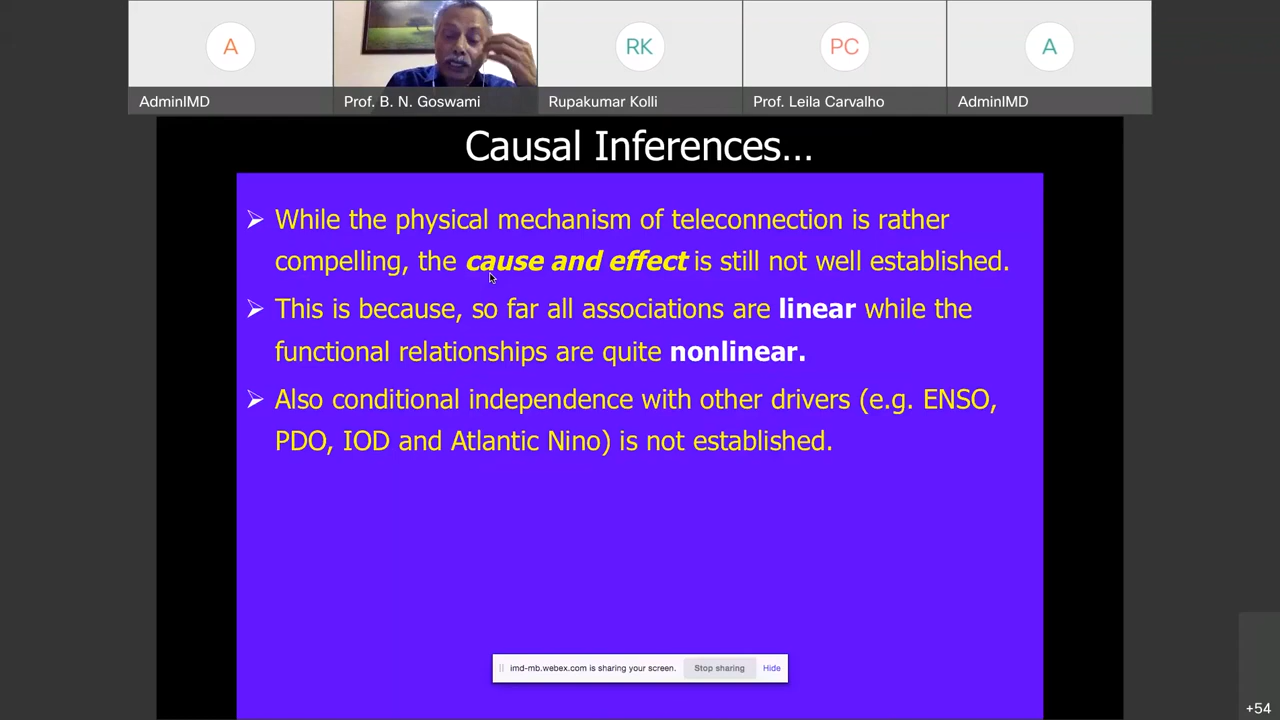 A
RK
PC
A
AdminIMD
Prof. B. N. Goswami
Rupakumar Kolli
Prof. Leila Carvalho
AdminIMD
Causal Inferences...
➢ While the physical mechanism of teleconnection is rather
compelling, the cause and effect is still not well established.
➢ This is because, so far all associations are linear while the
functional relationships are quite nonlinear.
➢ Also conditional independence with other drivers (e.g. ENSO,
PDO, IOD and Atlantic Nino) is not established.
imd-mb.webex.com is sharing your screen. Stop sharing Hide
+54